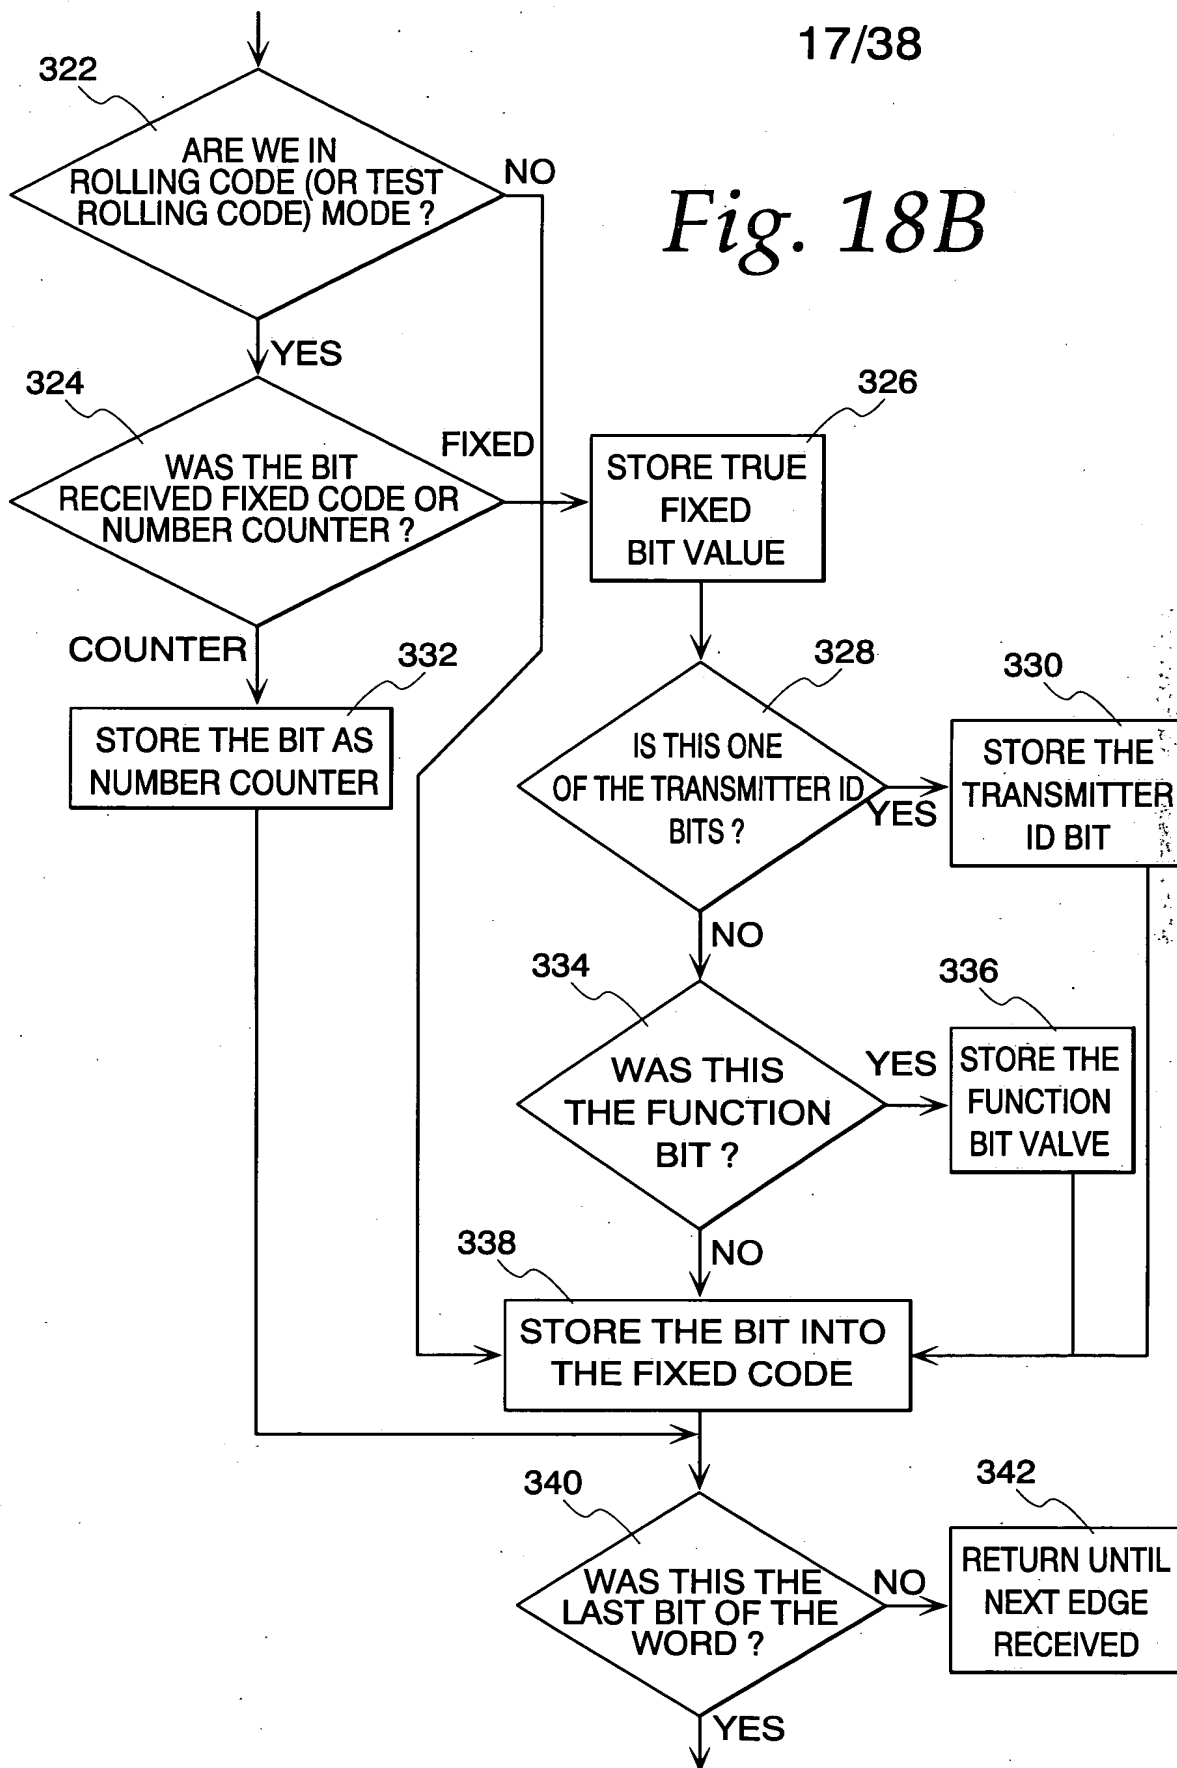 17/38
Fig. 18B
322
ARE WE IN
ROLLING CODE (OR TEST
ROLLING CODE) MODE ?
NO
YES
324
WAS THE BIT
RECEIVED FIXED CODE OR
NUMBER COUNTER ?
FIXED
326
STORE TRUE
FIXED
BIT VALUE
COUNTER
332
STORE THE BIT AS
NUMBER COUNTER
328
IS THIS ONE
OF THE TRANSMITTER ID
BITS ?
YES
330
STORE THE
TRANSMITTER
ID BIT
NO
334
WAS THIS
THE FUNCTION
BIT ?
YES
336
STORE THE
FUNCTION
BIT VALVE
NO
338
STORE THE BIT INTO
THE FIXED CODE
340
WAS THIS THE
LAST BIT OF THE
WORD ?
NO
342
RETURN UNTIL
NEXT EDGE
RECEIVED
YES